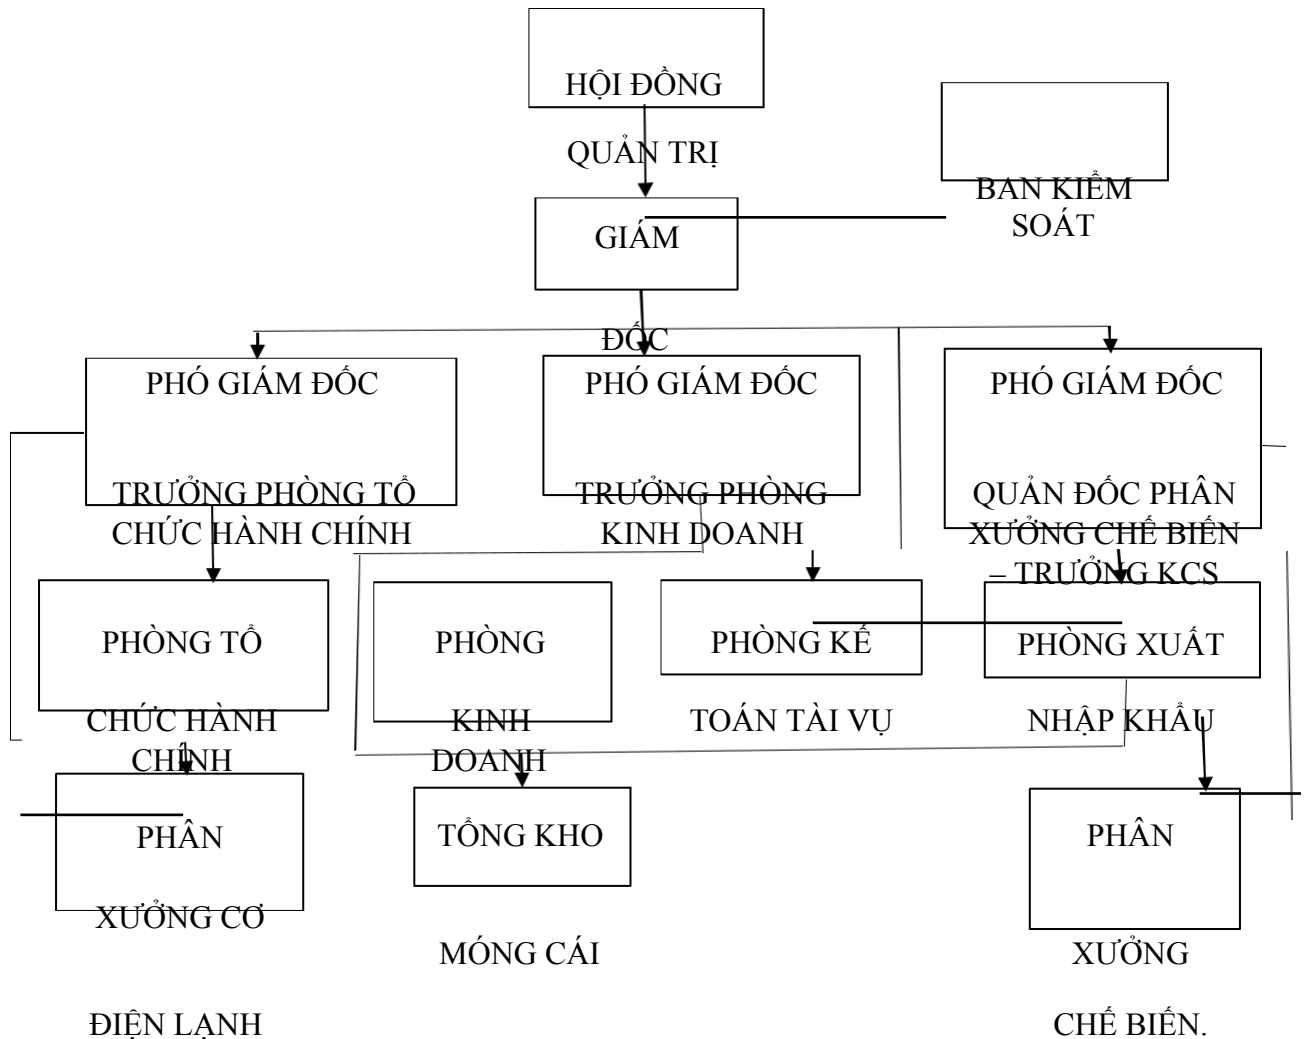 HỘI ĐỒNG
QUẢN TRỊ
BAN KIỂM
SOÁT
GIÁM
ĐỐC
PHÓ GIÁM ĐỐC
TRƯỞNG PHÒNG TỔ
CHỨC HÀNH CHÍNH
PHÓ GIÁM ĐỐC
TRƯỞNG PHÒNG
KINH DOANH
PHÓ GIÁM ĐỐC
QUẢN ĐỐC PHÂN
XƯỞNG CHẾ BIẾN
– TRƯỞNG KCS
PHÒNG TỔ
CHỨC HÀNH
CHÍNH
PHÒNG
KINH
DOANH
PHÒNG KẾ
TOÁN TÀI VỤ
PHÒNG XUẤT
NHẬP KHẨU
PHÂN
XƯỞNG CƠ
ĐIỆN LẠNH
TỔNG KHO
MÓNG CÁI
PHÂN
XƯỞNG
CHẾ BIẾN.